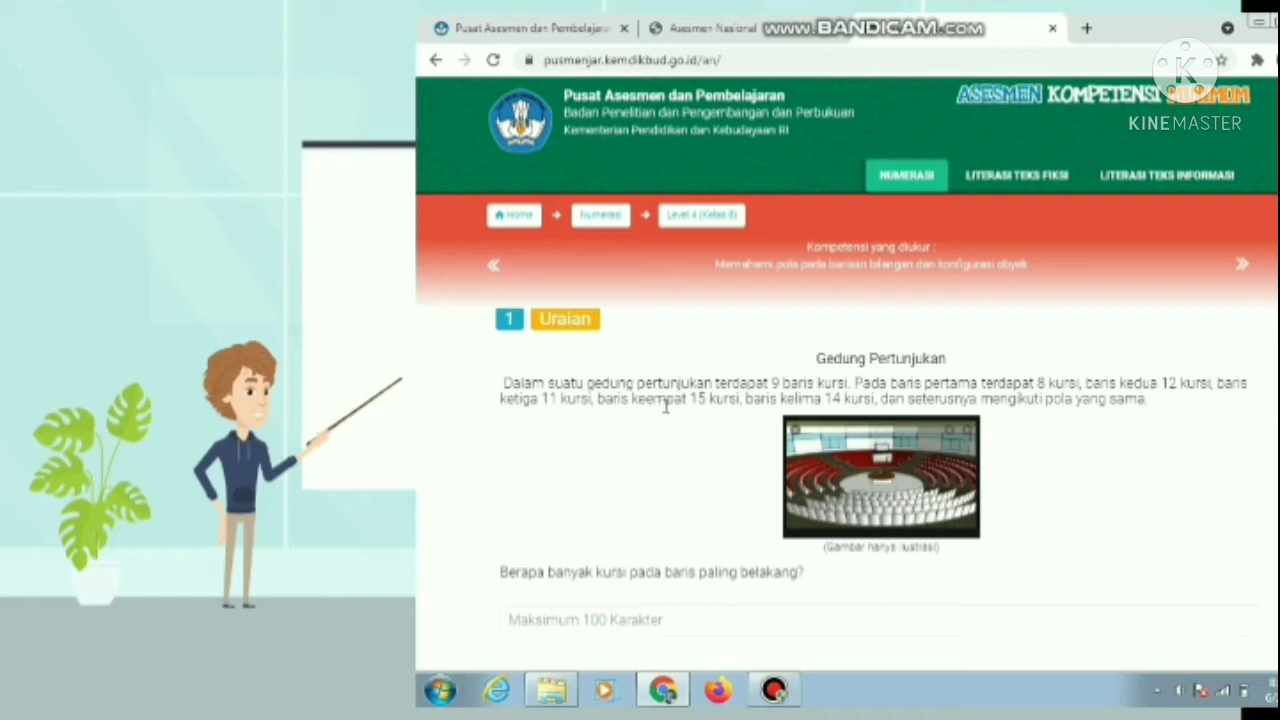 Pusat Asesmen dan Pembelajaran
Asesmen Nasional
www.BANDICAM.com
pusmenjar.kemdikbud.go.id/an/
KINEMASTER
Pusat Asesmen dan Pembelajaran
Badan Penelitian dan Pengembangan dan Perbukuan
Kementerian Pendidikan dan Kebudayaan RI
ASESMEN KOMPETENSI MINIMUM
NUMERASI
LITERASI TEKS FIKSI
LITERASI TEKS INFORMASI
Home
Numerasi
Level 4 (Kelas 8)
Kompetensi yang diukur :
Memahami pola pada barisan bilangan dan konfigurasi obyek
1 Uraian
Gedung Pertunjukan
Dalam suatu gedung pertunjukan terdapat 9 baris kursi. Pada baris pertama terdapat 8 kursi, baris kedua 12 kursi, baris
ketiga 11 kursi, baris keempat 15 kursi, baris kelima 14 kursi, dan seterusnya mengikuti pola yang sama.
(Gambar hanya ilustrasi)
Berapa banyak kursi pada baris paling belakang?
Maksimum 100 Karakter